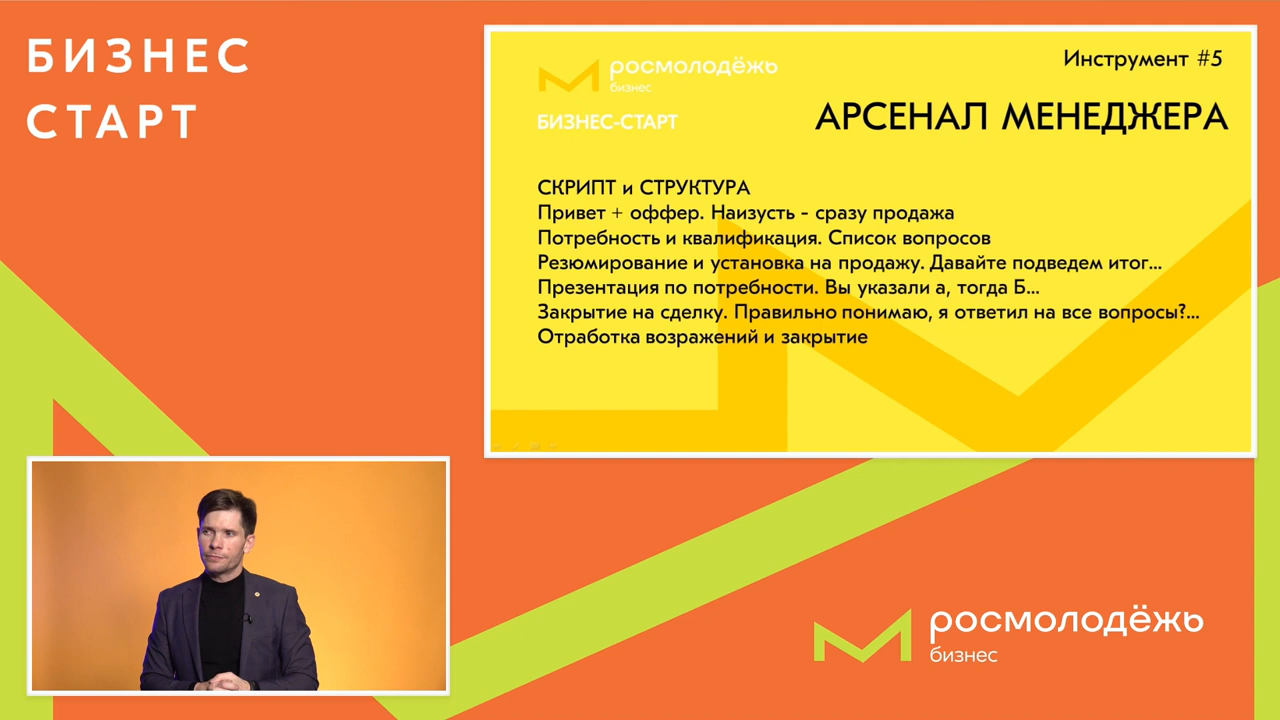 БИЗНЕС
СТАРТ
росмолодёжь
бизнес
БИЗНЕС-СТАРТ
Инструмент #5
АРСЕНАЛ МЕНЕДЖЕРА
СКРИПТ и СТРУКТУРА
Привет + оффер. Наизусть - сразу продажа
Потребность и квалификация. Список вопросов
Резюмирование и установка на продажу. Давайте подведем итог...
Презентация по потребности. Вы указали а, тогда Б...
Закрытие на сделку. Правильно понимаю, я ответил на все вопросы?...
Отработка возражений и закрытие
росмолодёжь
бизнес